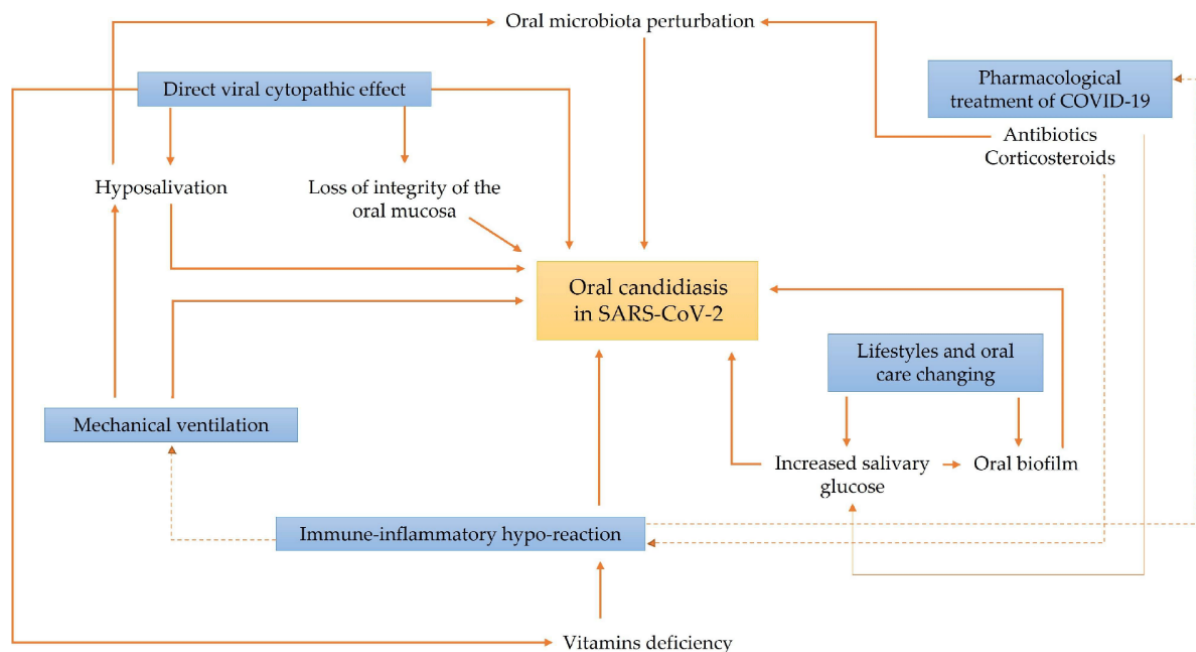 Oral microbiota perturbation
Direct viral cytopathic effect
Pharmacological
treatment of COVID-19
Antibiotics
Corticosteroids
Hyposalivation
Loss of integrity of the
oral mucosa
Oral candidiasis
in SARS-CoV-2
Lifestyles and oral
care changing
Mechanical ventilation
Increased salivary
glucose
Oral biofilm
Immune-inflammatory hypo-reaction
Vitamins deficiency